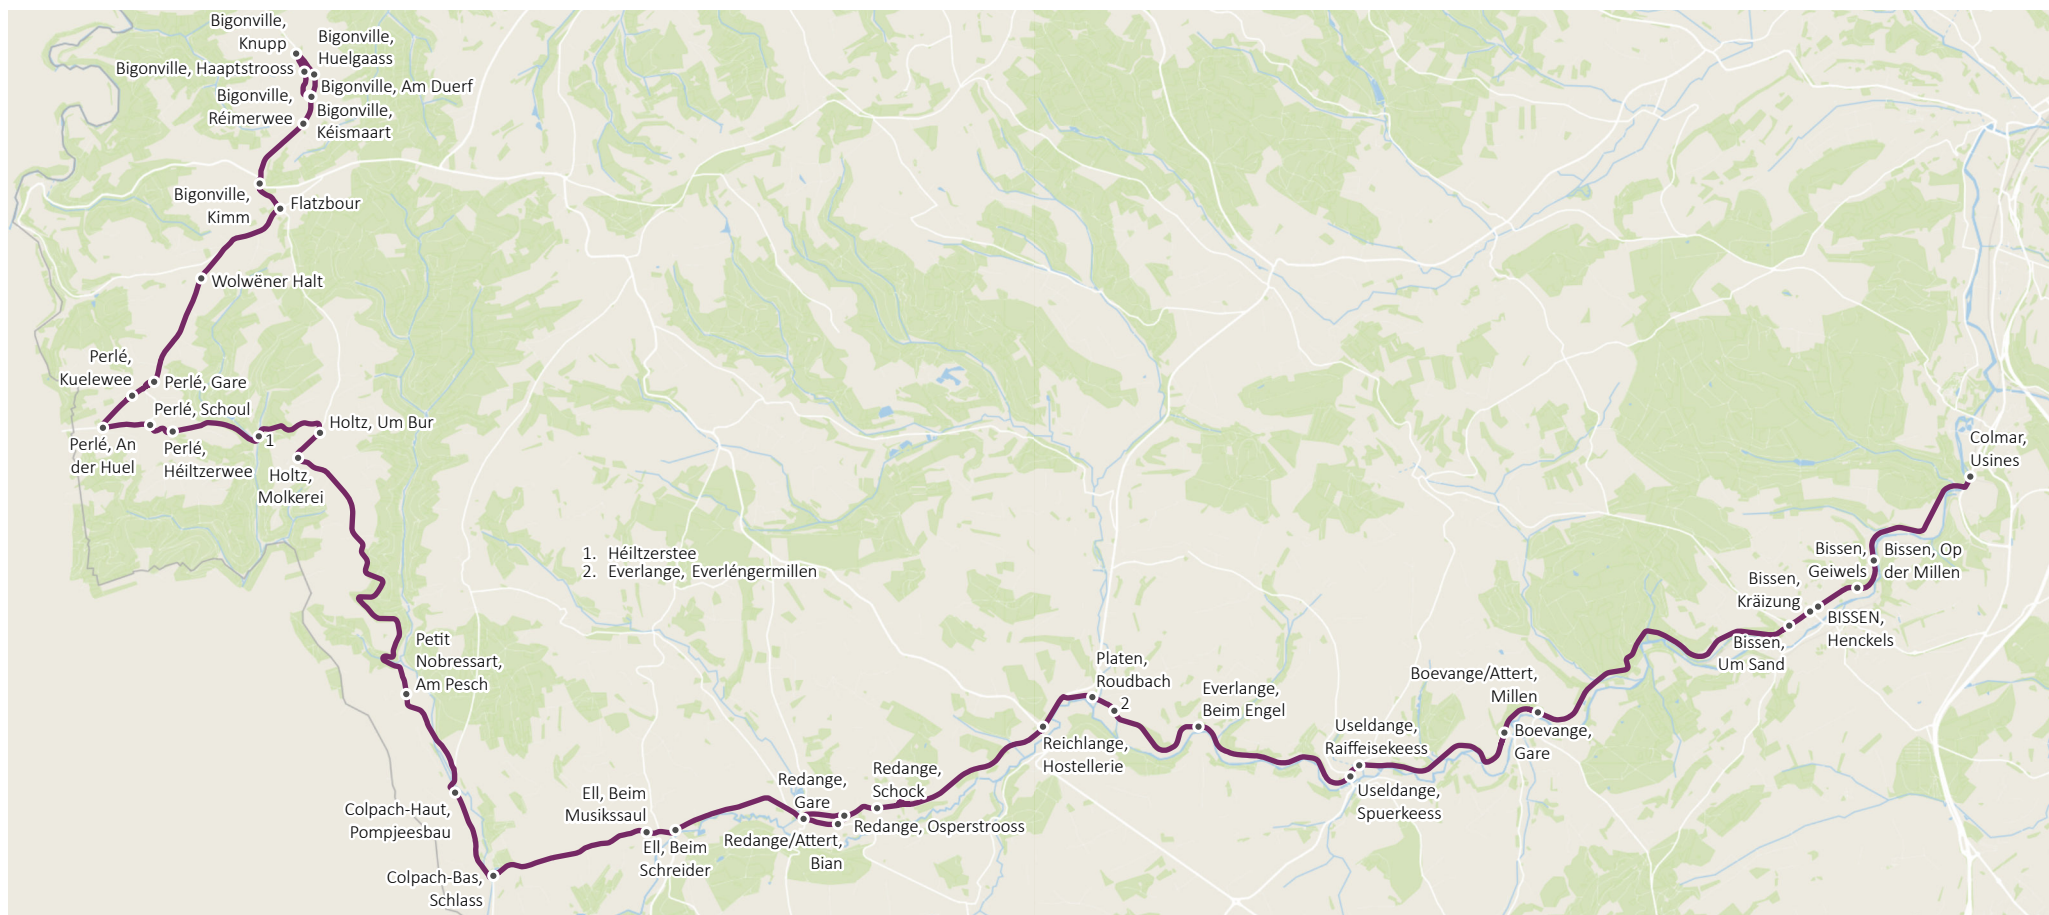 Bigonville,
Knupp
Bigonville,
Huelgaass
Bigonville, Haaptstrooss
Bigonville, Am Duerf
Bigonville,
Réimerwee
Bigonville,
Kéismaart
Bigonville,
Kimm
Flatzbour
Wolwëner Halt
Perlé,
Kuelewee
Perlé, Gare
Perlé, Schoul
Perlé, An
der Huel
Perlé,
Héiltzerwee
1
Holtz, Um Bur
Holtz,
Molkerei
1. Héiltzerstee
2. Everlange, Everléngermillen
Petit
Nobressart,
Am Pesch
Colpach-Haut,
Pompjeesbau
Colpach-Bas,
Schlass
Ell, Beim
Musikssaul
Ell, Beim
Schreider
Redange,
Gare
Redange/Attert,
Bian
Redange,
Schock
Redange, Osperstrooss
Reichlange,
Hostellerie
Platen,
Roudbach
2
Everlange,
Beim Engel
Useldange,
Raiffeisekeess
Useldange,
Spuerkeess
Boevange/Attert,
Millen
Boevange,
Gare
Bissen,
Um Sand
Bissen,
Kräizung
BISSEN,
Henckels
Bissen,
Geiwels
Bissen, Op
der Millen
Colmar,
Usines